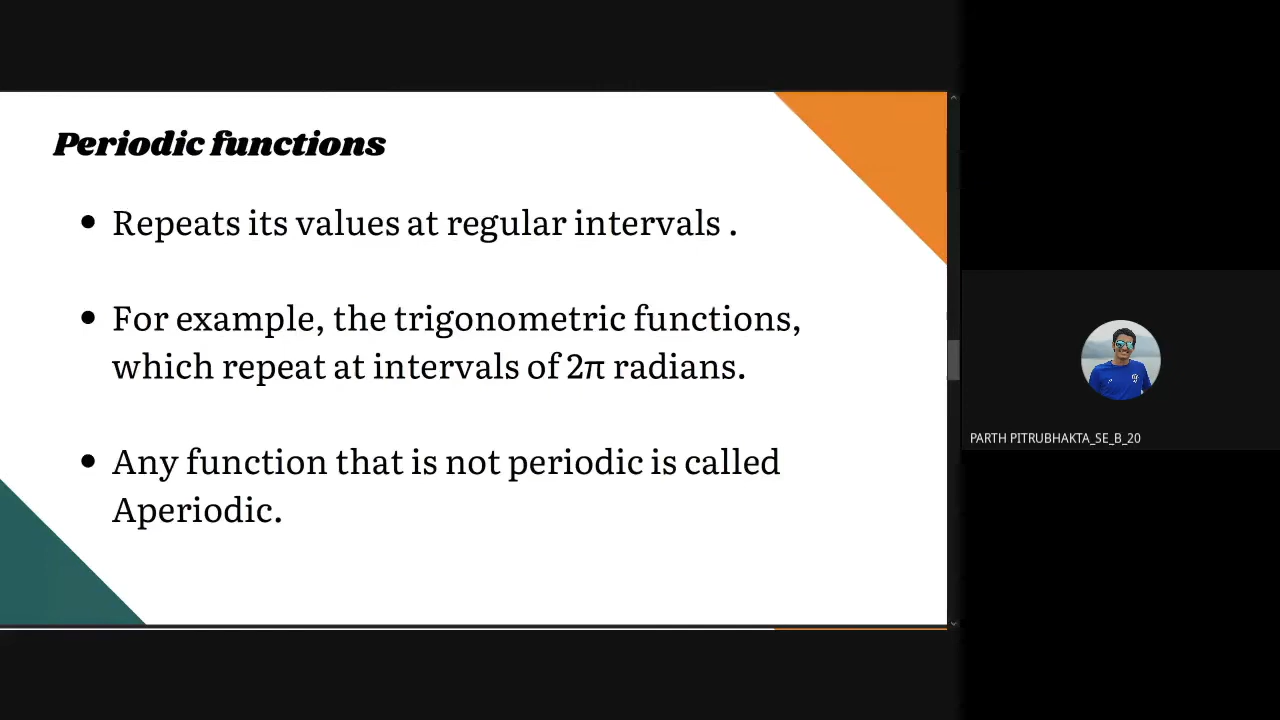 Periodic functions
• Repeats its values at regular intervals .
• For example, the trigonometric functions,
which repeat at intervals of 2π radians.
• Any function that is not periodic is called
Aperiodic.
PARTH PITRUBHAKTA_SE_B_20